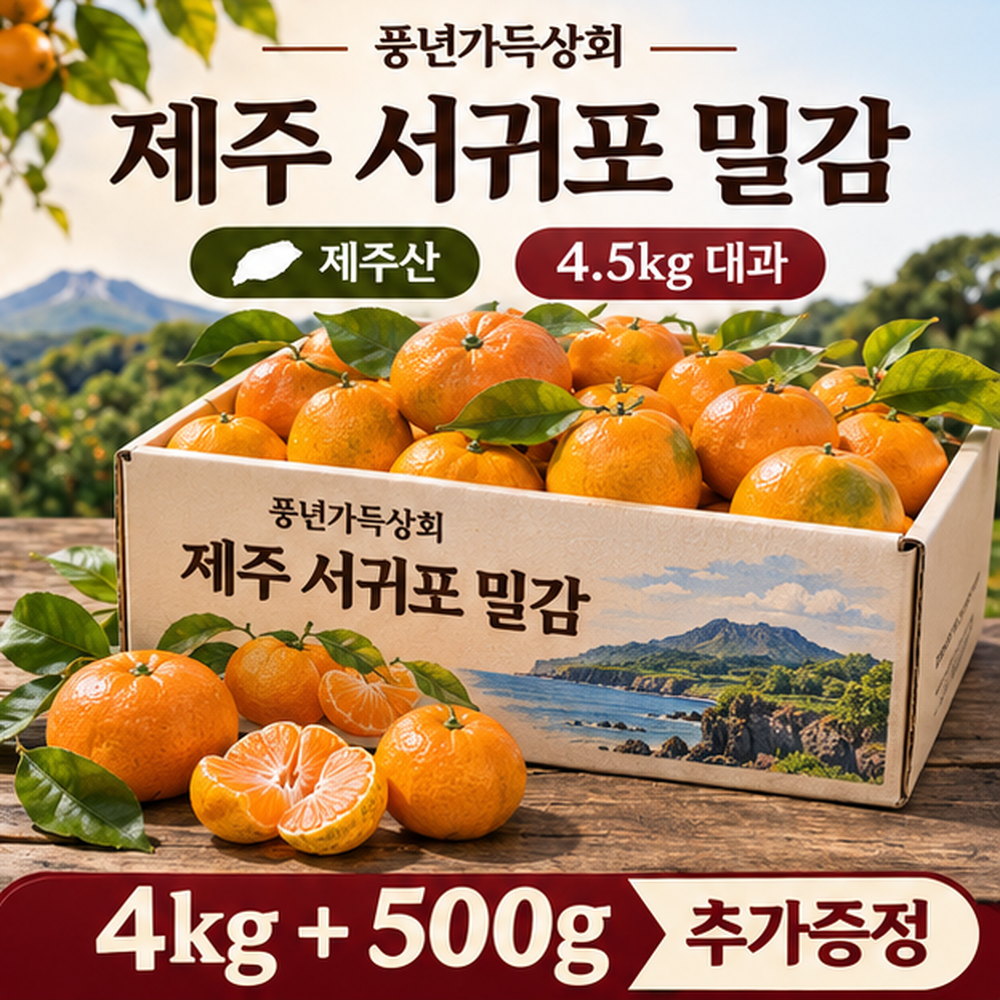 풍년가득상회
제주 서귀포 밀감
제주산
4.5kg 대과
풍년가득상회
제주 서귀포 밀감
4kg + 500g 추가증정